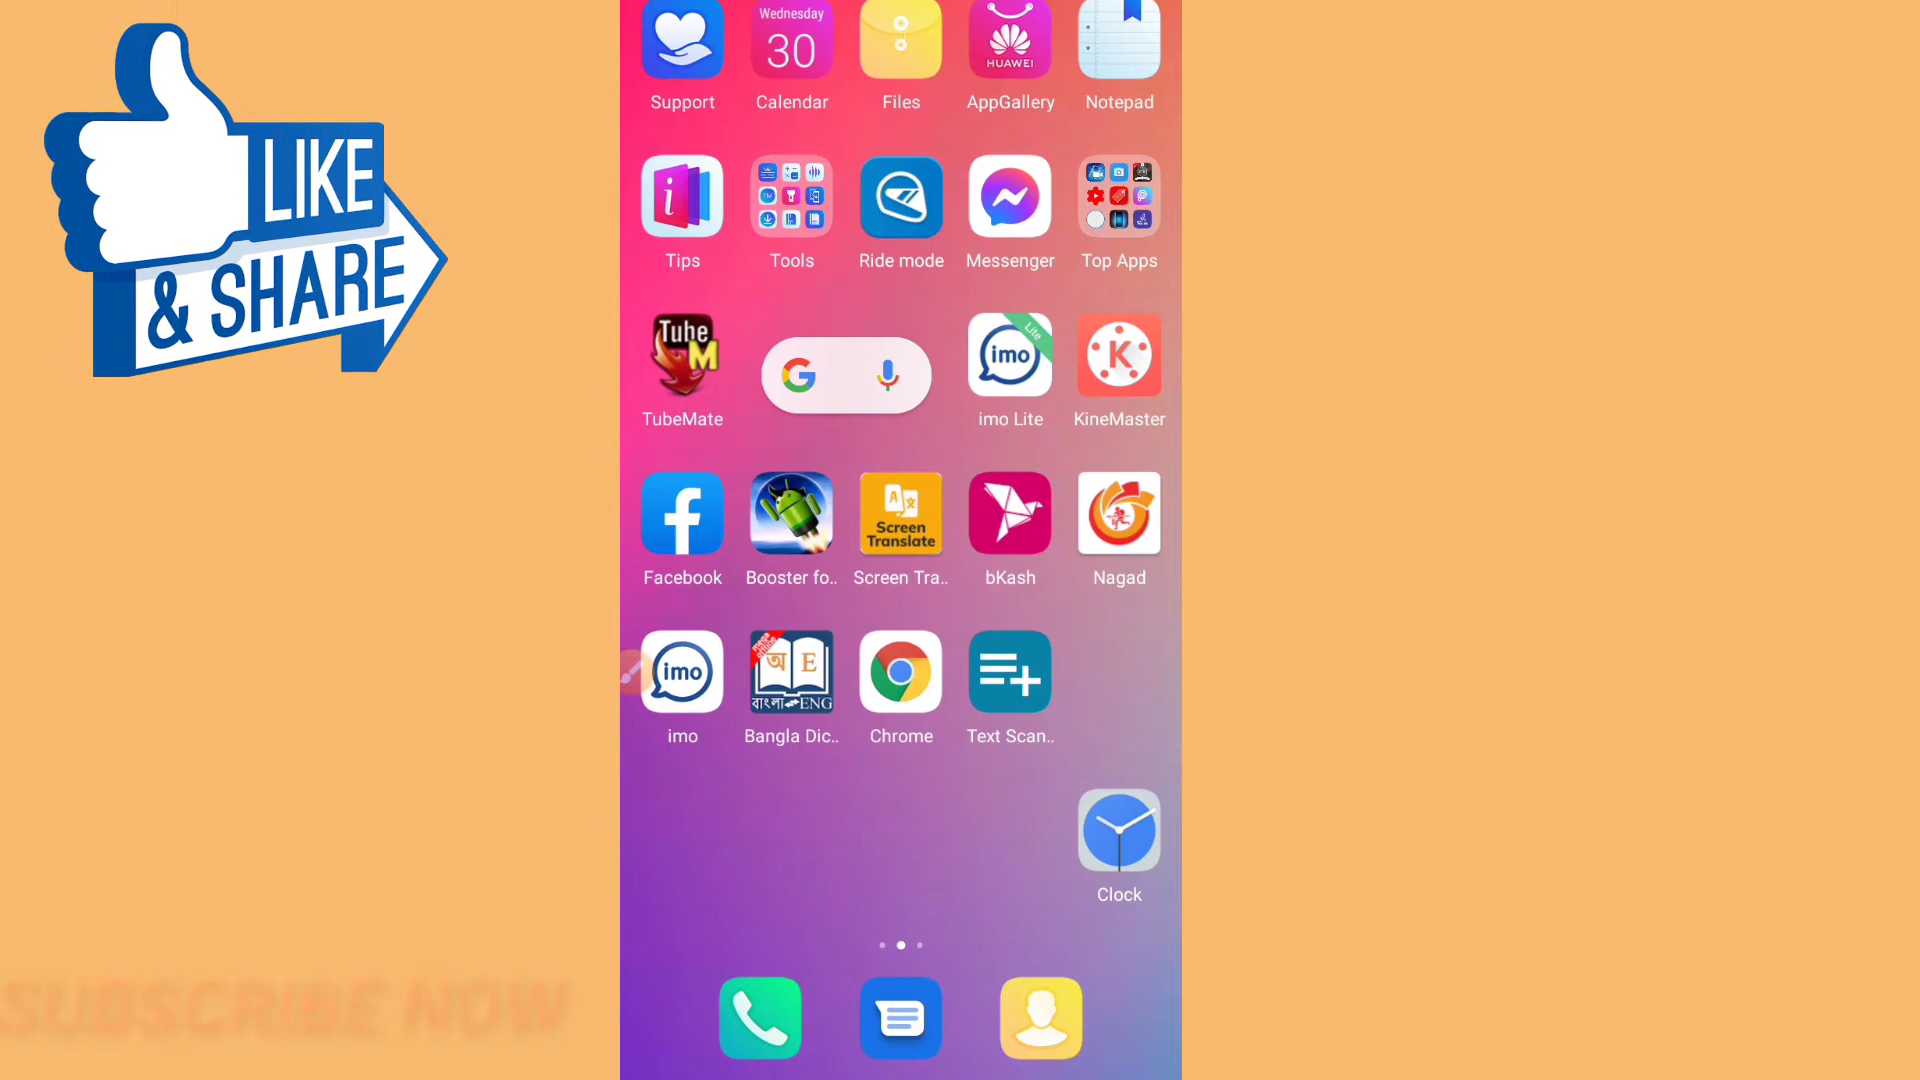 LIKE
& SHARE
SUBSCRIBE NOW
Wednesday
30
HUAWEI
Support
Calendar
Files
AppGallery
Notepad
Tips
Tools
Ride mode
Messenger
Top Apps
Tube
M
Lite
imo
K
TubeMate
imo Lite
KineMaster
Screen
Translate
Facebook
Booster fo..
Screen Tra..
bKash
Nagad
imo
mega
অ E
বাংলা ENG
imo
Bangla Dic..
Chrome
Text Scan..
Clock